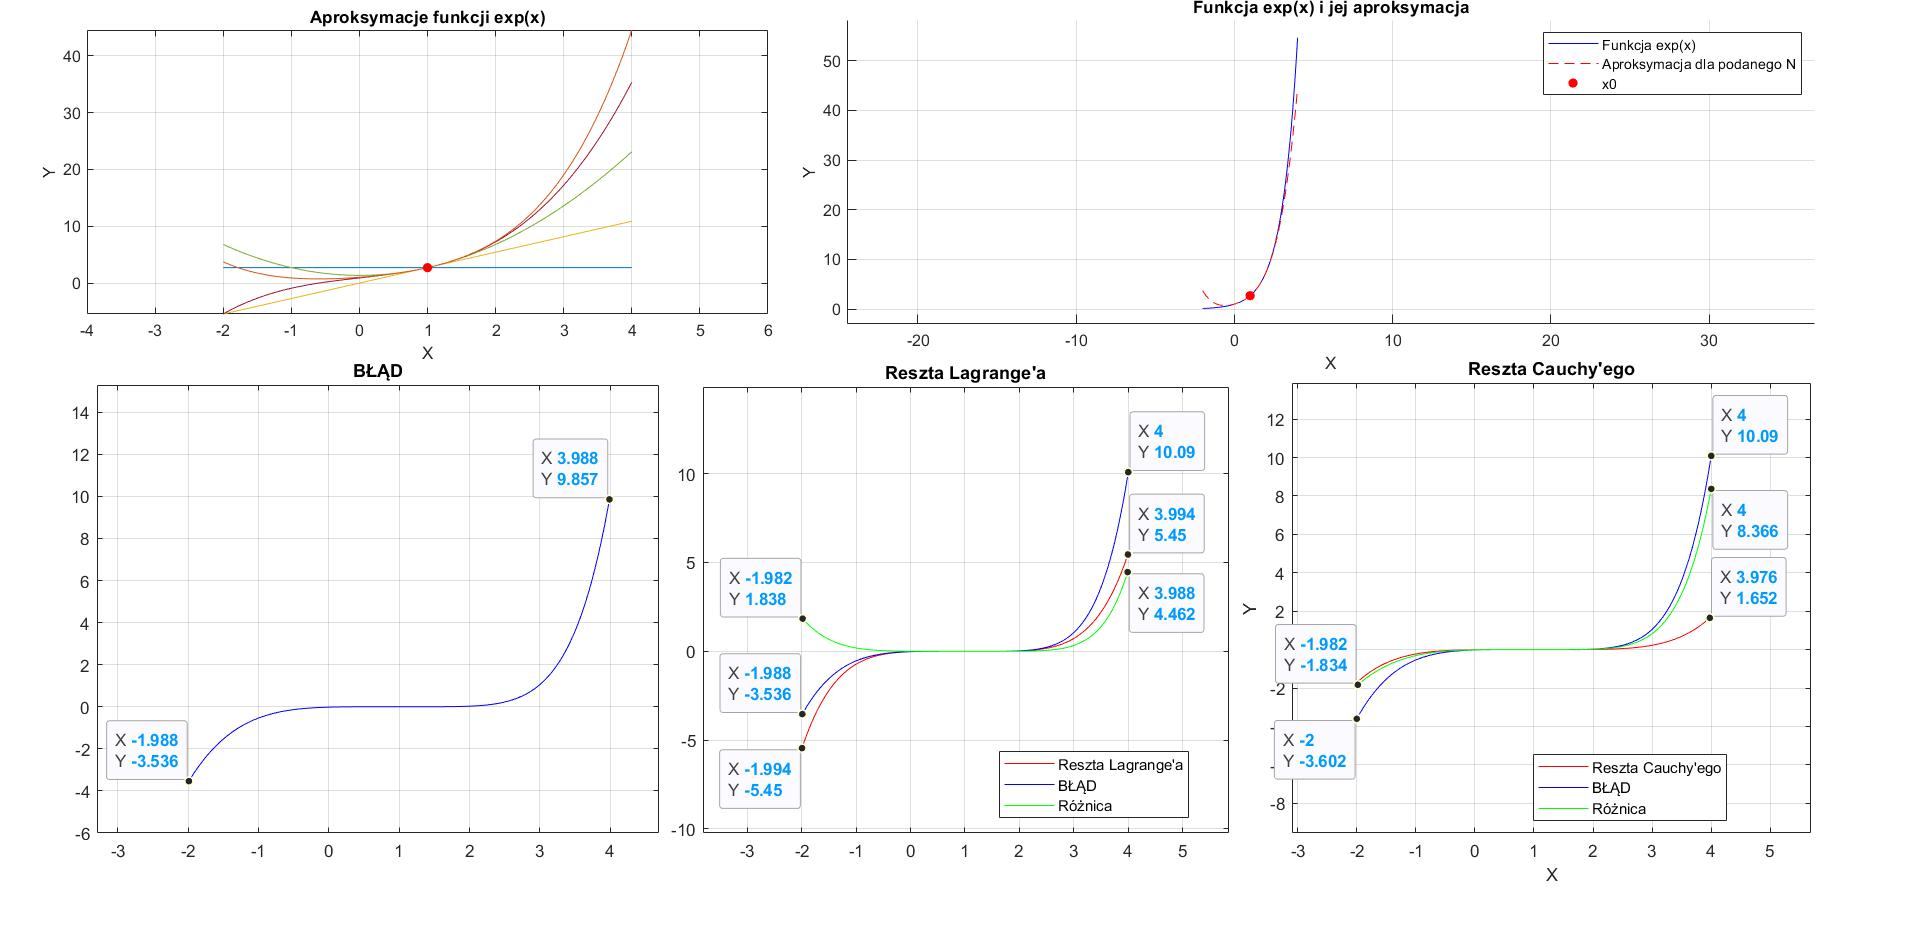 Aproksymacje funkcji exp(x)
40
30
20
10
0
Y
-4 -3 -2 -1 0 1 2 3 4 5 6
X
Funkcja exp(x) i jej aproksymacja
50
40
30
20
10
0
Y
-20 -10 0 10 20 30
X
Funkcja exp(x)
Aproksymacja dla podanego N
x0
BŁĄD
14
12
10
8
6
4
2
0
-2
-4
-6
-3 -2 -1 0 1 2 3 4
X 3.988
Y 9.857
X -1.988
Y -3.536
Reszta Lagrange'a
10
5
0
-5
-10
-3 -2 -1 0 1 2 3 4 5
X 4
Y 10.09
X 3.994
Y 5.45
X 3.988
Y 4.462
X -1.982
Y 1.838
X -1.988
Y -3.536
X -1.994
Y -5.45
Reszta Lagrange'a
BŁĄD
Różnica
Reszta Cauchy'ego
12
10
8
6
4
2
-2
-8
Y
-3 -2 -1 0 1 2 3 4 5
X
X 4
Y 10.09
X 4
Y 8.366
X 3.976
Y 1.652
X -1.982
Y -1.834
X -2
Y -3.602
Reszta Cauchy'ego
BŁĄD
Różnica